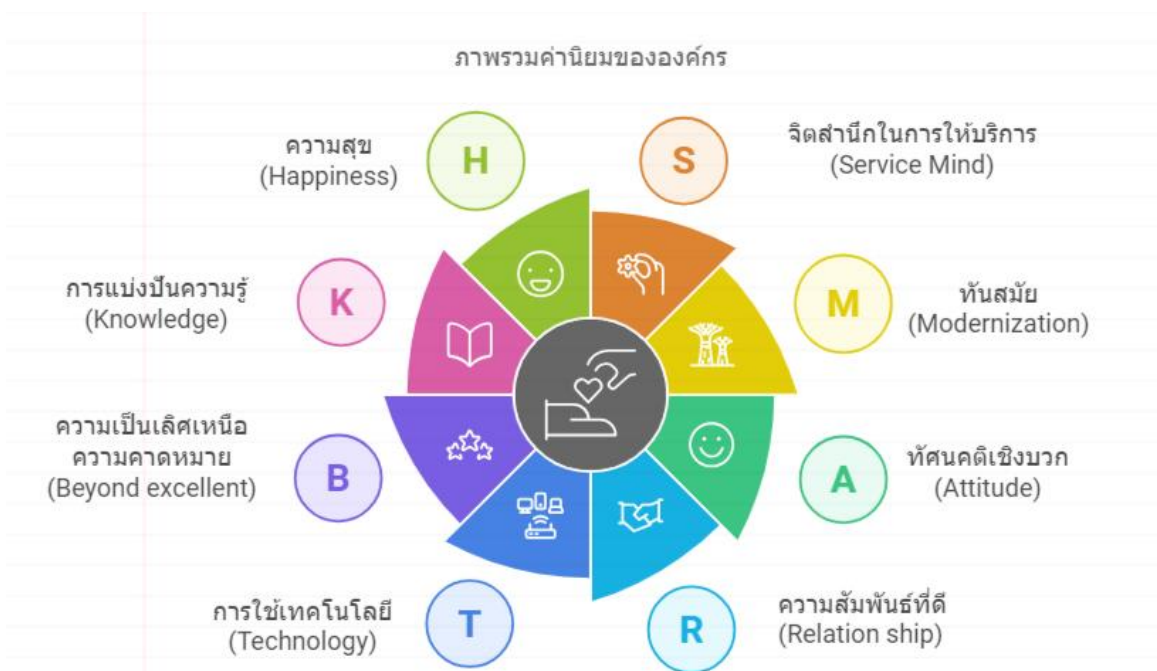 ภาพรวมค่านิยมขององค์กร
S
จิตสำนึกในการให้บริการ
(Service Mind)
M
ทันสมัย
(Modernization)
A
ทัศนคติเชิงบวก
(Attitude)
R
ความสัมพันธ์ที่ดี
(Relation ship)
T
การใช้เทคโนโลยี
(Technology)
B
ความเป็นเลิศเหนือ
ความคาดหมาย
(Beyond excellent)
K
การแบ่งปันความรู้
(Knowledge)
H
ความสุข
(Happiness)